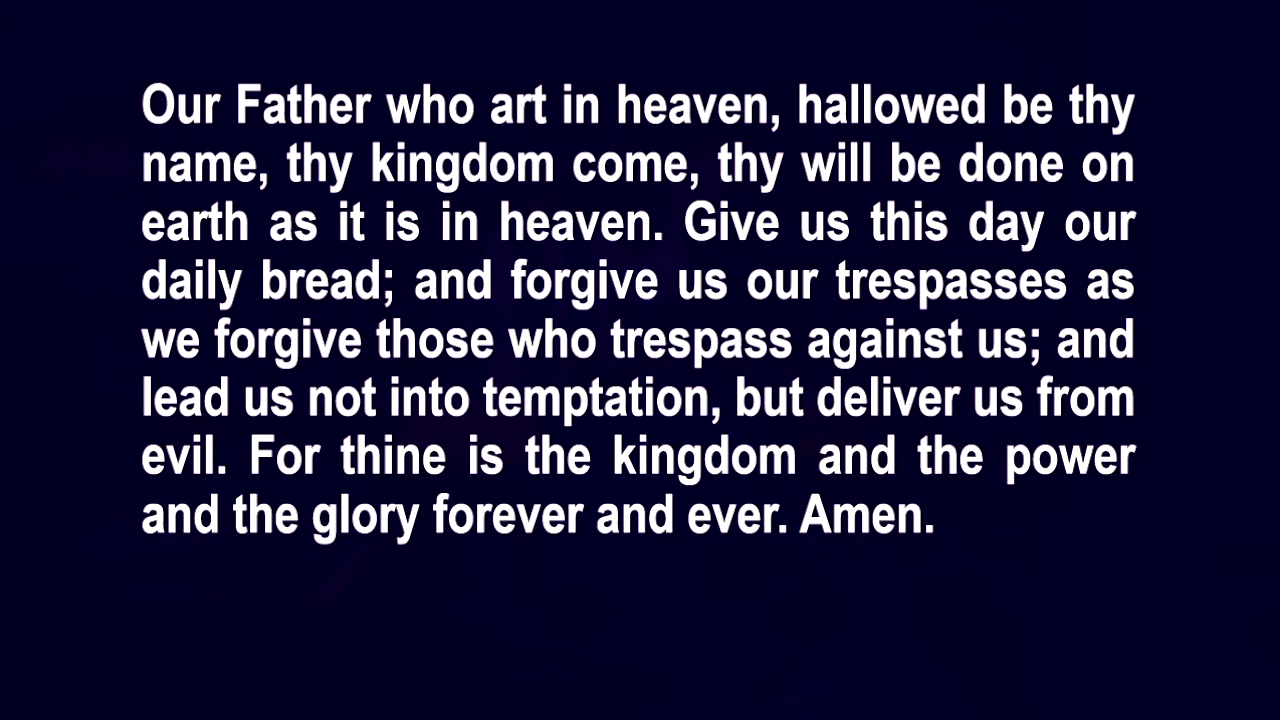 Our Father who art in heaven, hallowed be thy
name, thy kingdom come, thy will be done on
earth as it is in heaven. Give us this day our
daily bread; and forgive us our trespasses as
we forgive those who trespass against us; and
lead us not into temptation, but deliver us from
evil. For thine is the kingdom and the power
and the glory forever and ever. Amen.